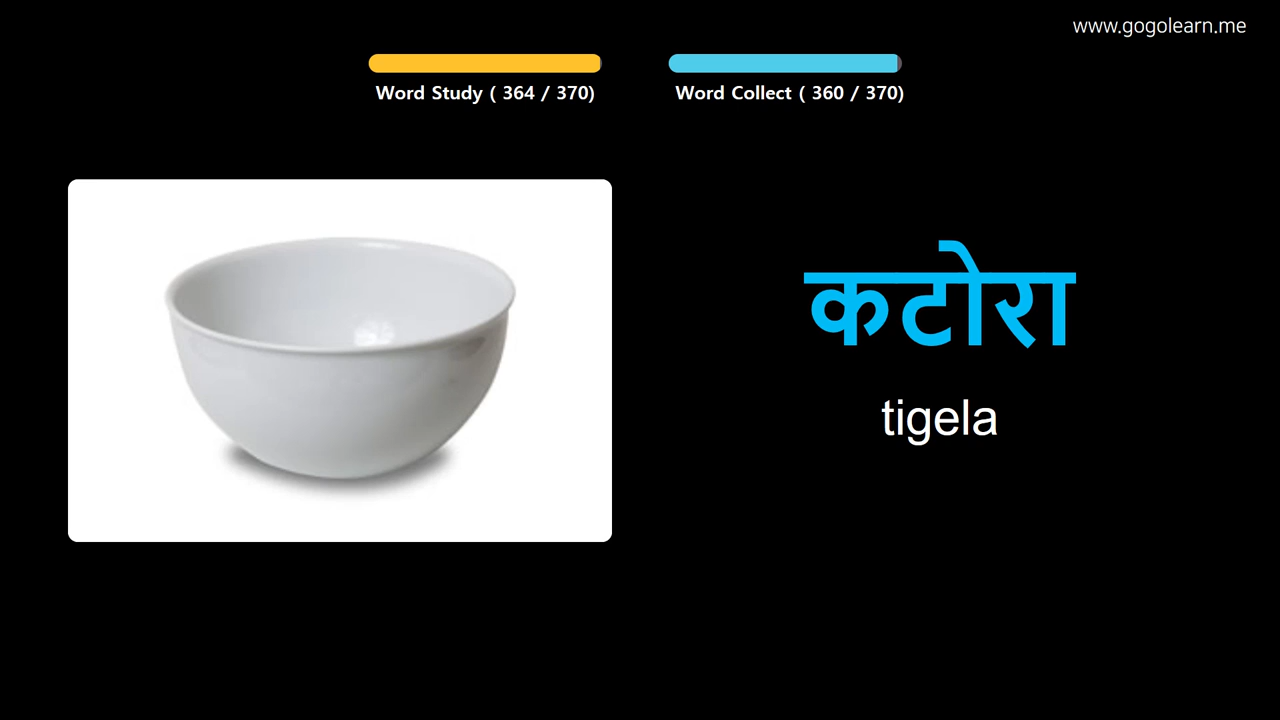 www.gogolearn.me
Word Study ( 364 / 370)
Word Collect ( 360 / 370)
कटोरा
tigela